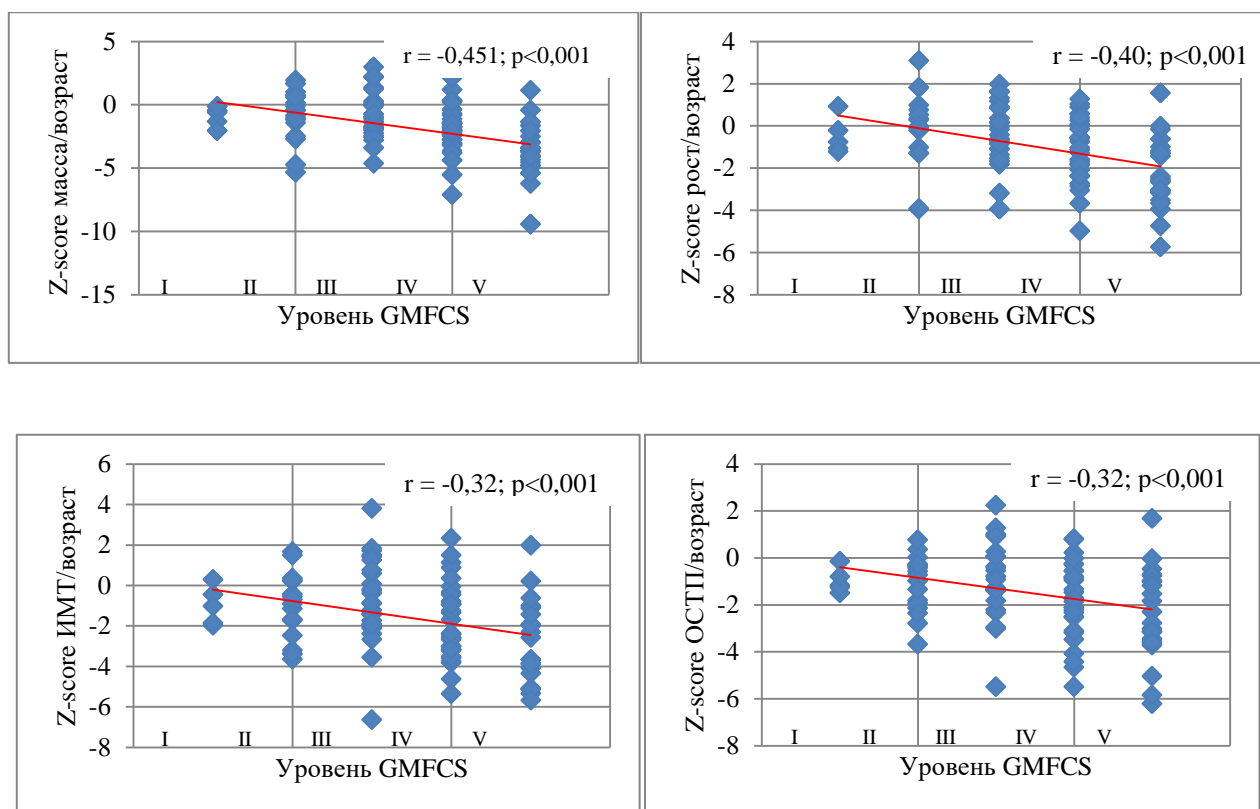 r = -0,451; p<0,001
Z-score масса/возраст
5
0
-5
-10
-15
I II III IV V
Уровень GMFCS
r = -0,40; p<0,001
Z-score рост/возраст
4
2
0
-2
-4
-6
-8
I II III IV V
Уровень GMFCS
r = -0,32; p<0,001
Z-score ИМТ/возраст
6
4
2
0
-2
-4
-6
-8
I II III IV V
Уровень GMFCS
r = -0,32; p<0,001
Z-score ОСТП/возраст
4
2
0
-2
-4
-6
-8
I II III IV V
Уровень GMFCS